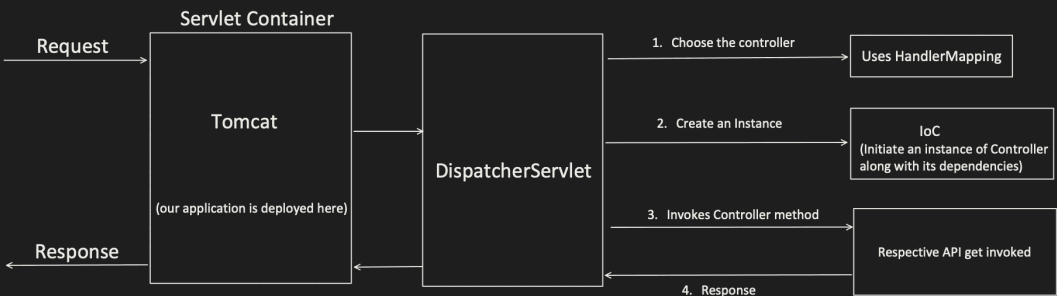 Servlet Container
Request
Tomcat
(our application is deployed here)
Response
DispatcherServlet
1. Choose the controller
Uses HandlerMapping
2. Create an Instance
IoC
(Initiate an instance of Controller
along with its dependencies)
3. Invokes Controller method
Respective API get invoked
4. Response